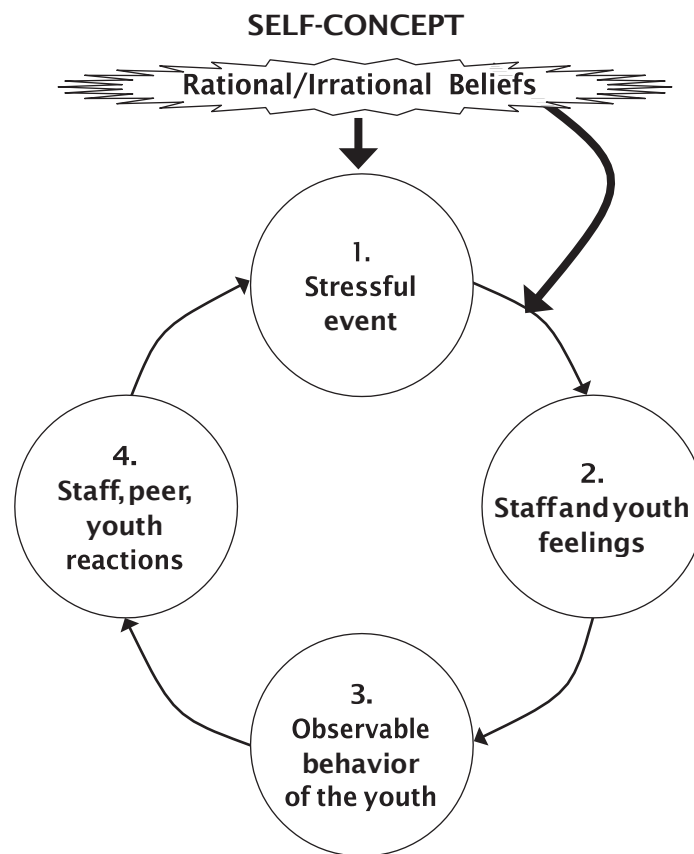 SELF-CONCEPT
Rational/Irrational Beliefs
1.
Stressful
event
2.
Staff and youth
feelings
3.
Observable
behavior
of the youth
4.
Staff, peer,
youth
reactions